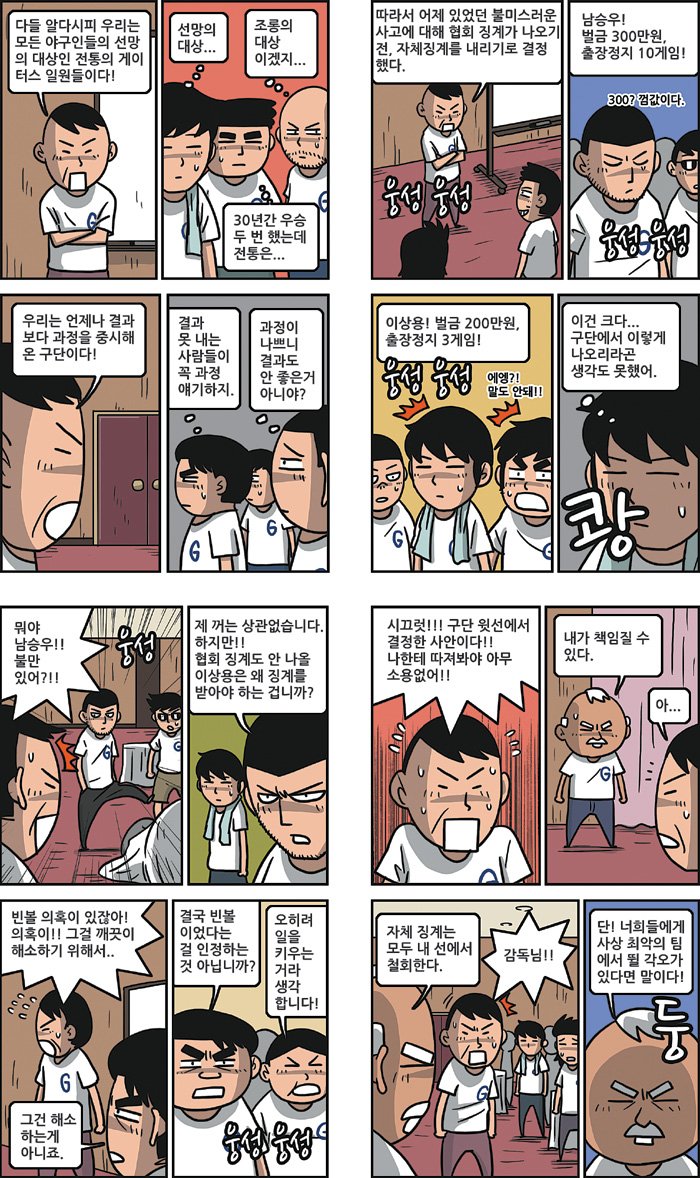 다들 알다시피 우리는
모든 야구인들의 선망
의 대상인 전통의 게이
터스 일원들이다!
G
선망의
대상...
조롱의
대상
이겠지...
30년간 우승
두 번 했는데
전통은...
G
우리는 언제나 결과
보다 과정을 중시해
온 구단이다!
결과
못 내는
사람들이
꼭 과정
얘기하지.
과정이
나쁘니
결과도
안 좋은거
아니야?
G
따라서 어제 있었던 불미스러운
사고에 대해 협회 징계가 나오기
전, 자체징계를 내리기로 결정
했다.
웅성 웅성
남승우!
벌금 300만원,
출장정지 10게임!
300? 껌값이다.
웅성 웅성
G
이상용! 벌금 200만원,
출장정지 3게임!
웅성 웅성
에엥?!
말도 안돼!!
G
이건 크다...
구단에서 이렇게
나오리라곤
생각도 못했어.
쾅
뭐야
남승우!!
불만
있어?!!
웅성
G
제 꺼는 상관없습니다.
하지만!!
협회 징계도 안 나올
이상용은 왜 징계를
받아야 하는 겁니까?
G
빈볼 의혹이 있잖아!
의혹이!! 그걸 깨끗이
해소하기 위해서..
G
그건 해소
하는게
아니죠.
결국 빈볼
이었다는
걸 인정하는
것 아닙니까?
오히려
일을
키우는
거라
생각
합니다!
G
웅성 웅성
시끄럿!!! 구단 윗선에서
결정한 사안이다!!
나한테 따져봐야 아무
소용없어!!
G
내가 책임질 수
있다.
아...
G
자체 징계는
모두 내 선에서
철회한다.
감독님!!
G
단! 너희들에게
사상 최악의 팀
에서 뛸 각오가
있다면 말이다!
둥